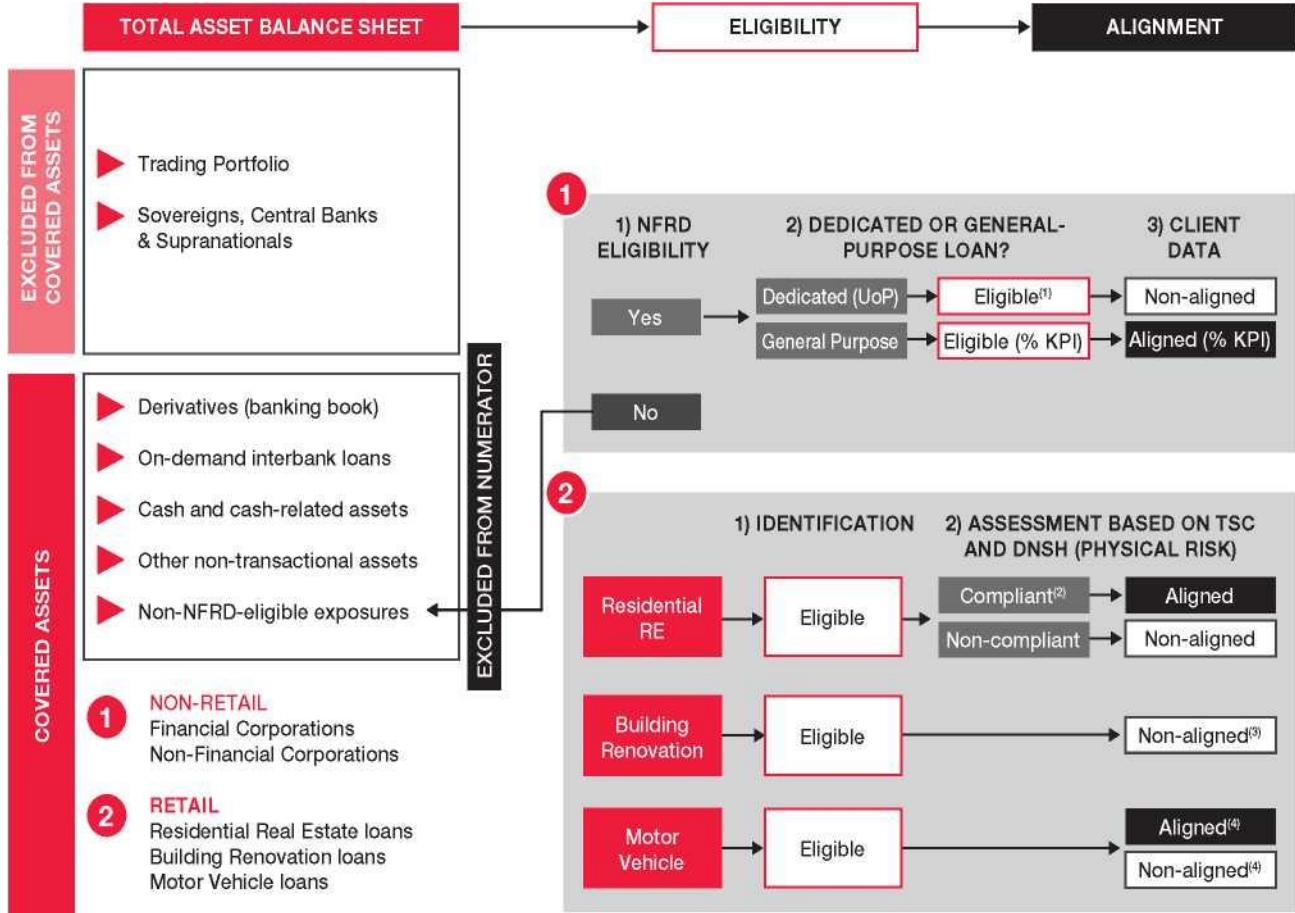 TOTAL ASSET BALANCE SHEET
ELIGIBILITY
ALIGNMENT
EXCLUDED FROM
COVERED ASSETS
Trading Portfolio
Sovereigns, Central Banks
& Supranationals
COVERED ASSETS
Derivatives (banking book)
On-demand interbank loans
Cash and cash-related assets
Other non-transactional assets
Non-NFRD-eligible exposures
EXCLUDED FROM NUMERATOR
1
NON-RETAIL
Financial Corporations
Non-Financial Corporations
2
RETAIL
Residential Real Estate loans
Building Renovation loans
Motor Vehicle loans
1
1) NFRD
ELIGIBILITY
2) DEDICATED OR GENERAL-
PURPOSE LOAN?
3) CLIENT
DATA
Yes
Dedicated (UoP)
Eligible(1)
Non-aligned
General Purpose
Eligible (% KPI)
Aligned (% KPI)
No
2
1) IDENTIFICATION
2) ASSESSMENT BASED ON TSC
AND DNSH (PHYSICAL RISK)
Residential
RE
Eligible
Compliant(2)
Aligned
Non-compliant
Non-aligned
Building
Renovation
Eligible
Non-aligned(3)
Motor
Vehicle
Eligible
Aligned(4)
Non-aligned(4)